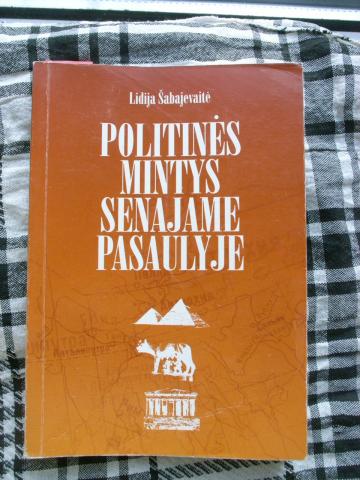 Lidija Šabajevaitė
POLITINĖS
MINTYS
SENAJAME
PASAULYJE